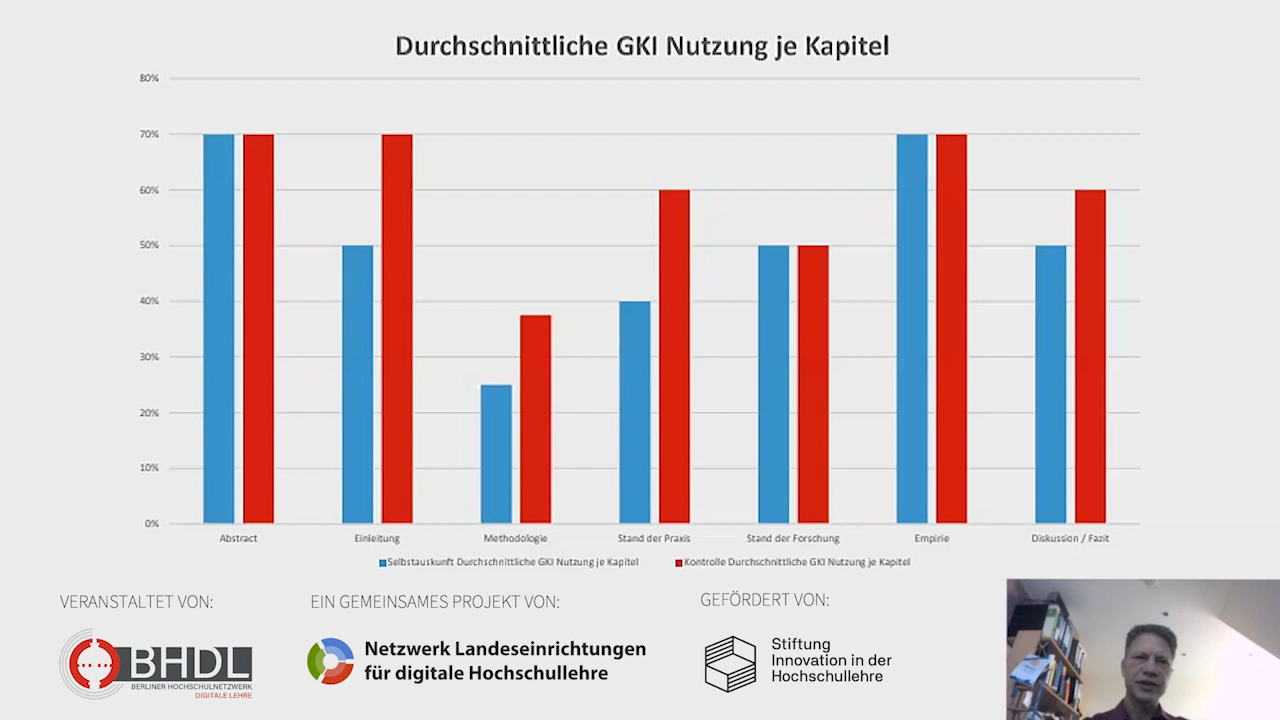 Durchschnittliche GKI Nutzung je Kapitel
80%
70%
60%
50%
40%
30%
20%
10%
0%
Abstract
Einleitung
Methodologie
Stand der Praxis
Stand der Forschung
Empirie
Diskussion / Fazit
Selbstauskunft Durchschnittliche GKI Nutzung je Kapitel
Kontrolle Durchschnittliche GKI Nutzung je Kapitel
VERANSTALTET VON:
BHDL
BERLINER HOCHSCHULNETZWERK
DIGITALE LEHRE
EIN GEMEINSAMES PROJEKT VON:
Netzwerk Landeseinrichtungen
für digitale Hochschullehre
GEFÖRDERT VON:
Stiftung
Innovation in der
Hochschullehre